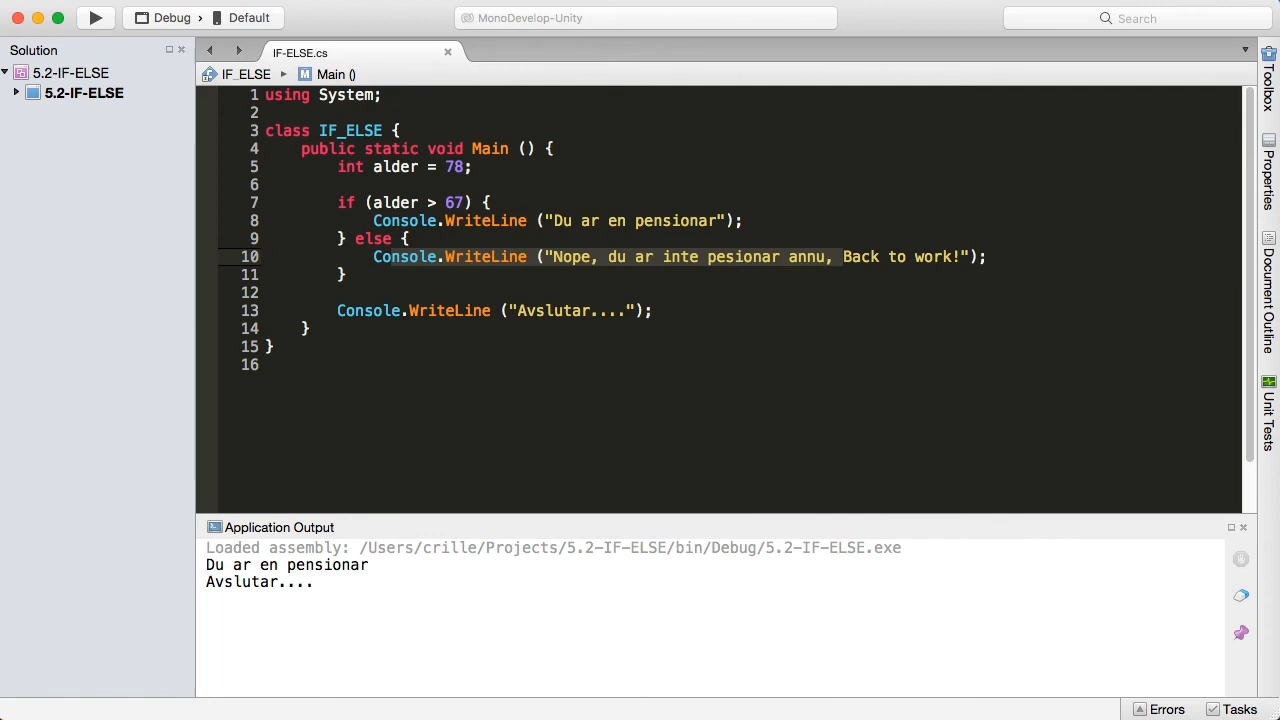 Debug > Default
MonoDevelop-Unity
Search
Solution
5.2-IF-ELSE
5.2-IF-ELSE
IF-ELSE.cs
IF_ELSE
Main ()
1 using System;
2
3 class IF_ELSE {
4 public static void Main () {
5 int alder = 78;
6
7 if (alder > 67) {
8 Console.WriteLine ("Du ar en pensionar");
9 } else {
10 Console.WriteLine ("Nope, du ar inte pesionar annu, Back to work!");
11 }
12
13 Console.WriteLine ("Avslutar....");
14 }
15 }
16
Toolbox
Properties
Document Outline
Unit Tests
Application Output
Loaded assembly: /Users/crille/Projects/5.2-IF-ELSE/bin/Debug/5.2-IF-ELSE.exe
Du ar en pensionar
Avslutar....
Errors
Tasks